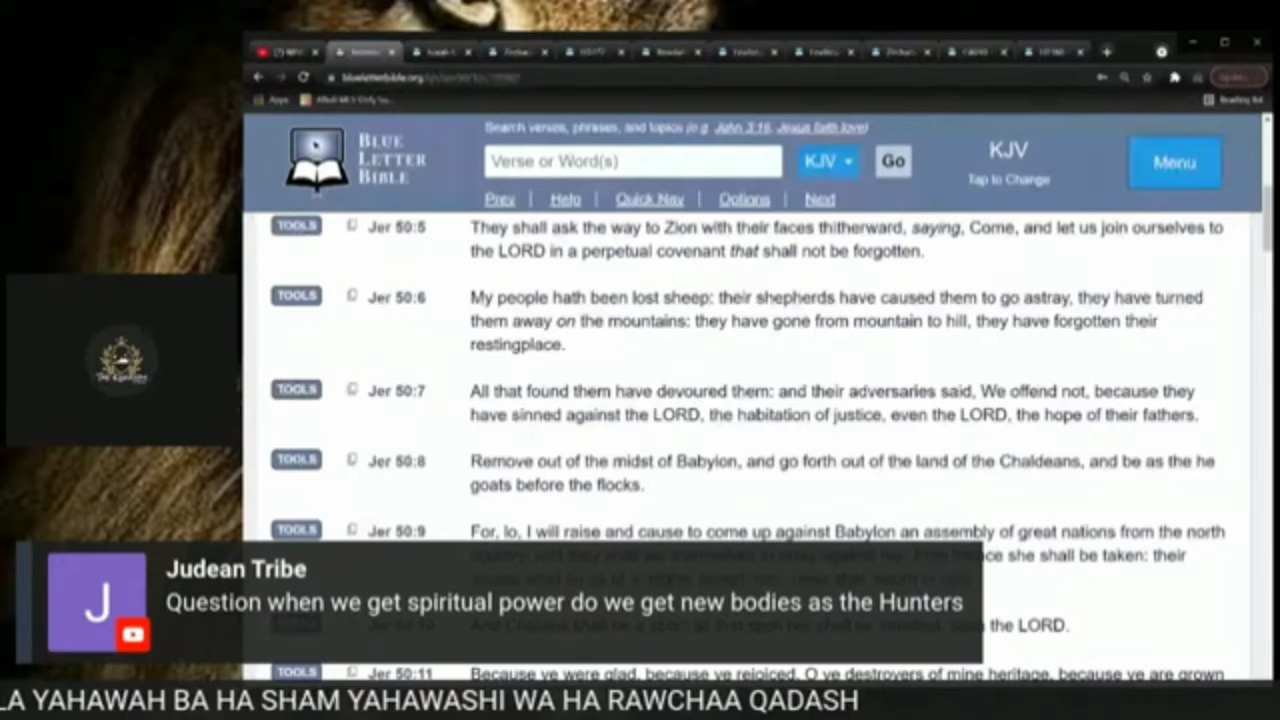 Search verses, phrases, and topics (e.g. John 3:16, Jesus faith love)
BLUE
LETTER
BIBLE
Verse or Word(s)
KJV
Go
KJV
Tap to Change
Menu
Prev | Help | Quick Nav | Options | Next
TOOLS Jer 50:5 They shall ask the way to Zion with their faces thitherward, saying, Come, and let us join ourselves to
the LORD in a perpetual covenant that shall not be forgotten.
TOOLS Jer 50:6 My people hath been lost sheep: their shepherds have caused them to go astray, they have turned
them away on the mountains: they have gone from mountain to hill, they have forgotten their
restingplace.
TOOLS Jer 50:7 All that found them have devoured them: and their adversaries said, We offend not, because they
have sinned against the LORD, the habitation of justice, even the LORD, the hope of their fathers.
TOOLS Jer 50:8 Remove out of the midst of Babylon, and go forth out of the land of the Chaldeans, and be as the he
goats before the flocks.
TOOLS Jer 50:9 For, lo, I will raise and cause to come up against Babylon an assembly of great nations from the north
she shall be taken: their
the LORD.
TOOLS Jer 50:11 Because ye were glad, because ye rejoiced, O ye destroyers of mine heritage, because ye are grown
J
Judean Tribe
Question when we get spiritual power do we get new bodies as the Hunters
LA YAHAWAH BA HA SHAM YAHAWASHI WA HA RAWCHAA QADASH